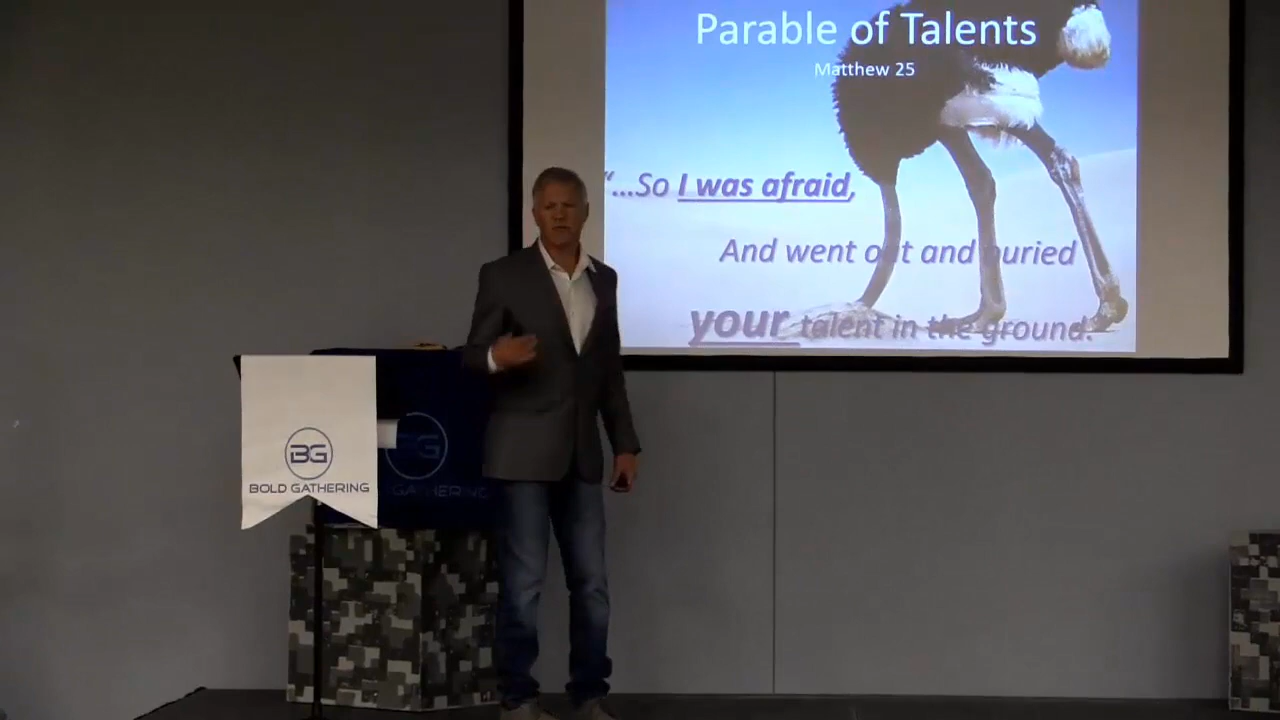 Parable of Talents
Matthew 25
“...So I was afraid,
And went out and buried
your talent in the ground.
BG
BOLD GATHERING
BG
GATHERING